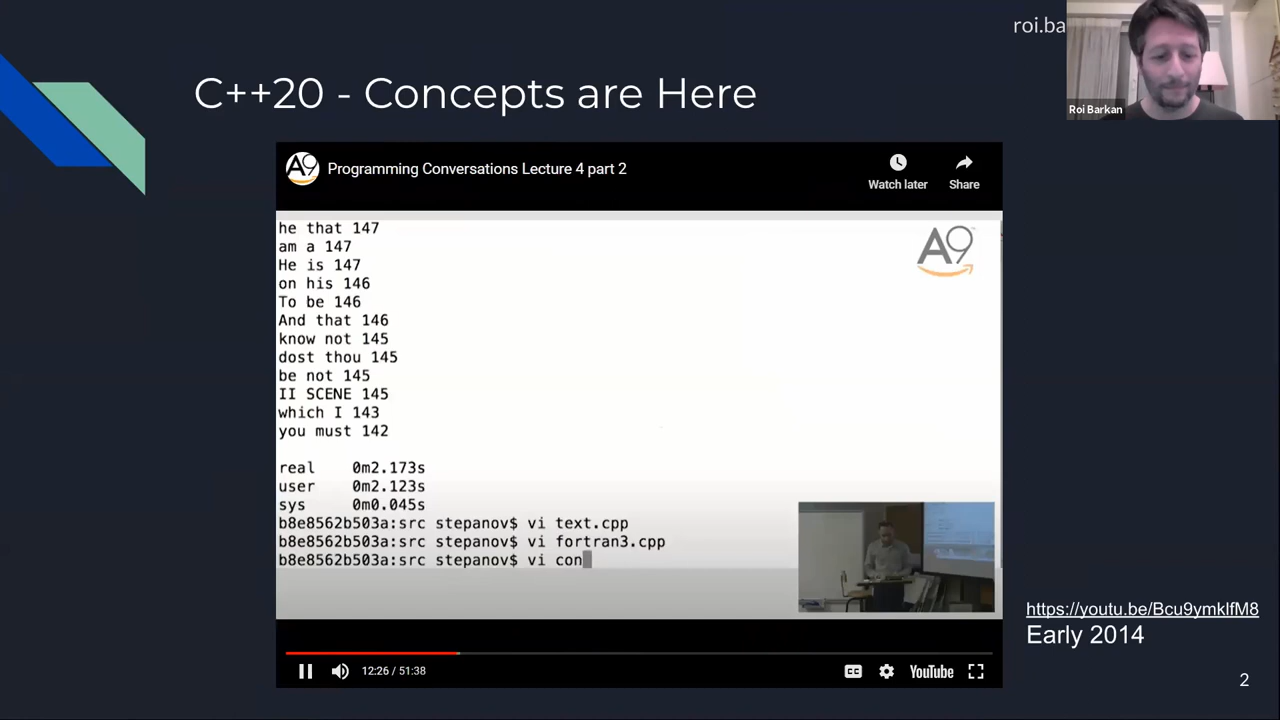 roi.ba
Roi Barkan
C++20 - Concepts are Here
A9
Programming Conversations Lecture 4 part 2
Watch later
Share
A9
he that 147
am a 147
He is 147
on his 146
To be 146
And that 146
know not 145
dost thou 145
be not 145
II SCENE 145
which I 143
you must 142
real 0m2.173s
user 0m2.123s
sys 0m0.045s
b8e8562b503a:src stepanov$ vi text.cpp
b8e8562b503a:src stepanov$ vi fortran3.cpp
b8e8562b503a:src stepanov$ vi con
https://youtu.be/Bcu9ymklfM8
Early 2014
12:26 / 51:38
CC
YouTube
2